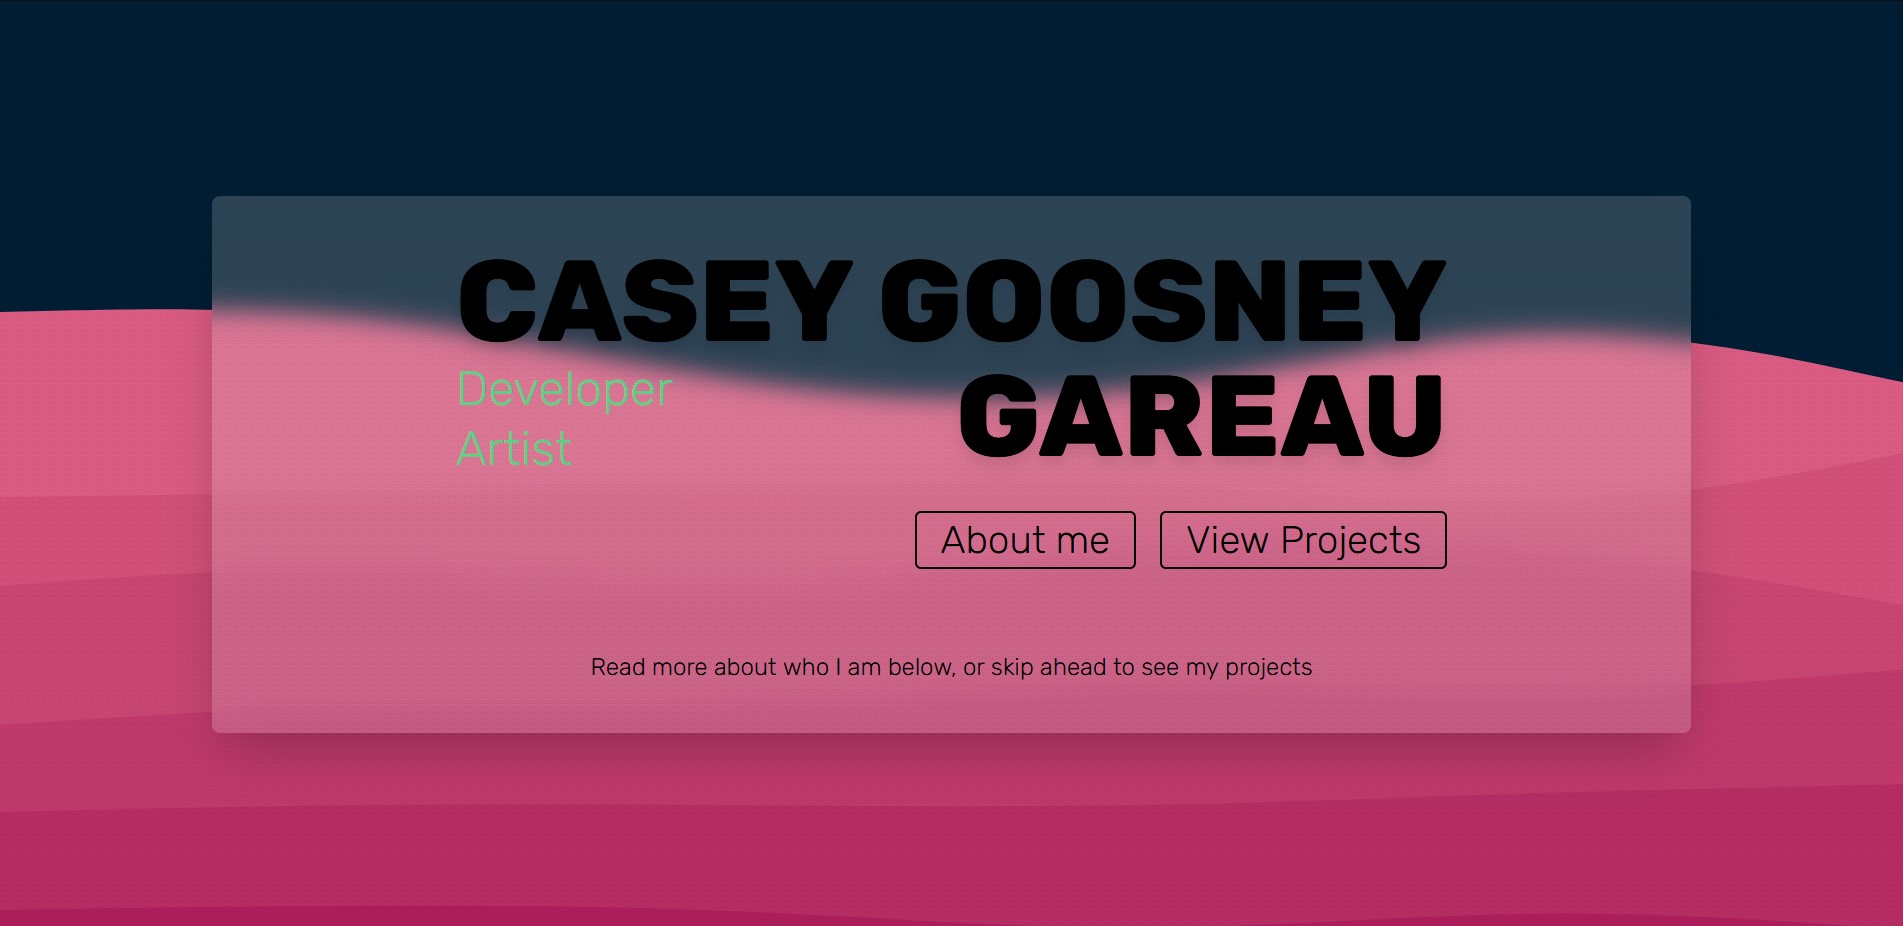 CASEY GOOSNEY
GAREAU
Developer
Artist
About me
View Projects
Read more about who I am below, or skip ahead to see my projects